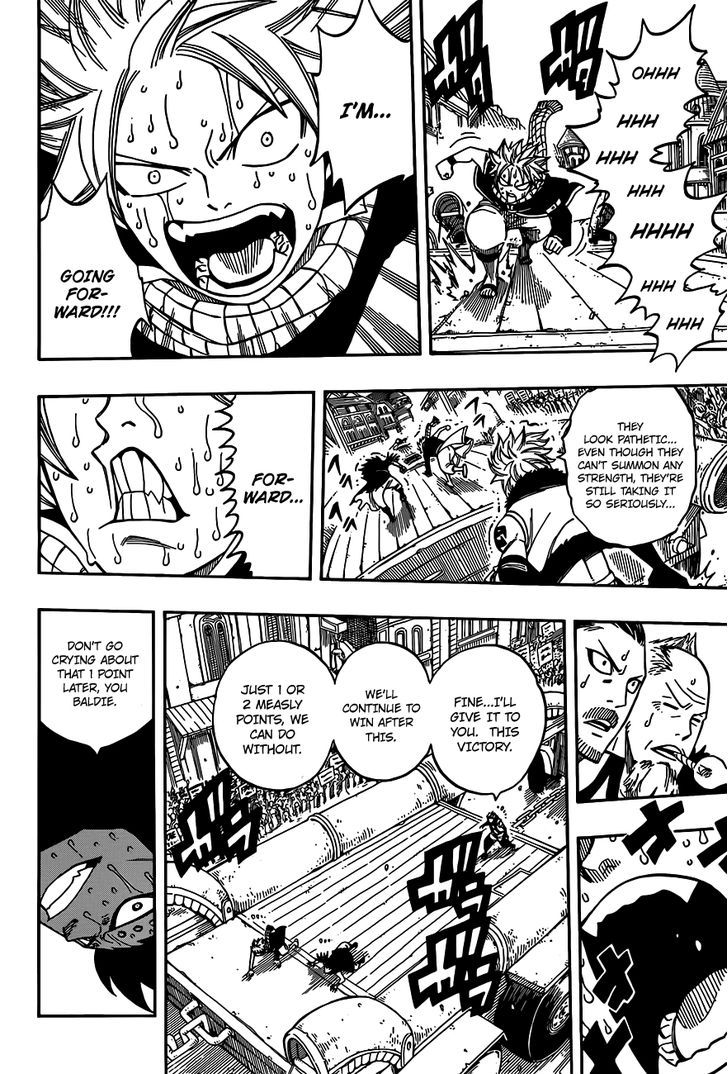 OHHH
HHH
HHH
HHH
HHHH
HHH
HHH
I'M...
GOING
FOR-
WARD!!!
THEY
LOOK PATHETIC...
EVEN THOUGH THEY
CAN'T SUMMON ANY
STRENGTH, THEY'RE
STILL TAKING IT
SO SERIOUSLY...
FOR-
WARD...
FINE...I'LL
GIVE IT TO
YOU. THIS
VICTORY.
WE'LL
CONTINUE TO
WIN AFTER
THIS.
JUST 1 OR
2 MEASLY
POINTS, WE
CAN DO
WITHOUT.
DON'T GO
CRYING ABOUT
THAT 1 POINT
LATER, YOU
BALDIE.